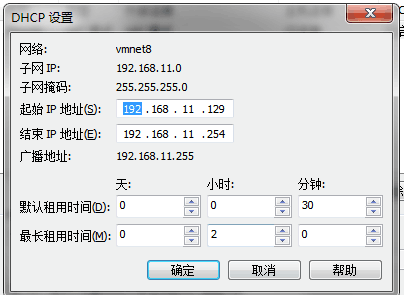 DHCP 设置
网络: vmnet8
子网 IP: 192.168.11.0
子网掩码: 255.255.255.0
起始 IP 地址(S): 192 . 168 . 11 . 129
结束 IP 地址(E): 192 . 168 . 11 . 254
广播地址: 192.168.11.255
天: 小时: 分钟:
默认租用时间(D): 0 0 30
最长租用时间(M): 0 2 0
确定 取消 帮助